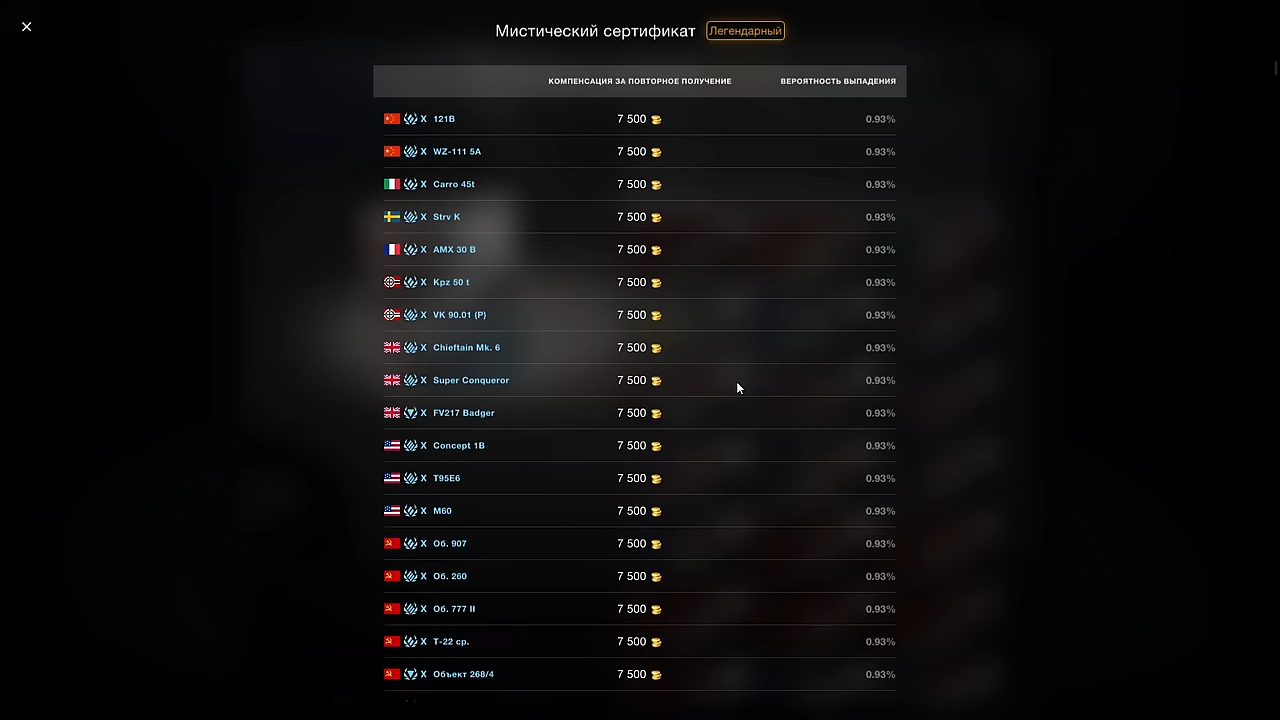 Мистический сертификат Легендарный
КОМПЕНСАЦИЯ ЗА ПОВТОРНОЕ ПОЛУЧЕНИЕ ВЕРОЯТНОСТЬ ВЫПАДЕНИЯ
X 121B 7 500 0.93%
X WZ-111 5A 7 500 0.93%
X Carro 45t 7 500 0.93%
X Strv K 7 500 0.93%
X AMX 30 B 7 500 0.93%
X Kpz 50 t 7 500 0.93%
X VK 90.01 (P) 7 500 0.93%
X Chieftain Mk. 6 7 500 0.93%
X Super Conqueror 7 500 0.93%
X FV217 Badger 7 500 0.93%
X Concept 1B 7 500 0.93%
X T95E6 7 500 0.93%
X M60 7 500 0.93%
X Об. 907 7 500 0.93%
X Об. 260 7 500 0.93%
X Об. 777 II 7 500 0.93%
X Т-22 ср. 7 500 0.93%
X Объект 268/4 7 500 0.93%